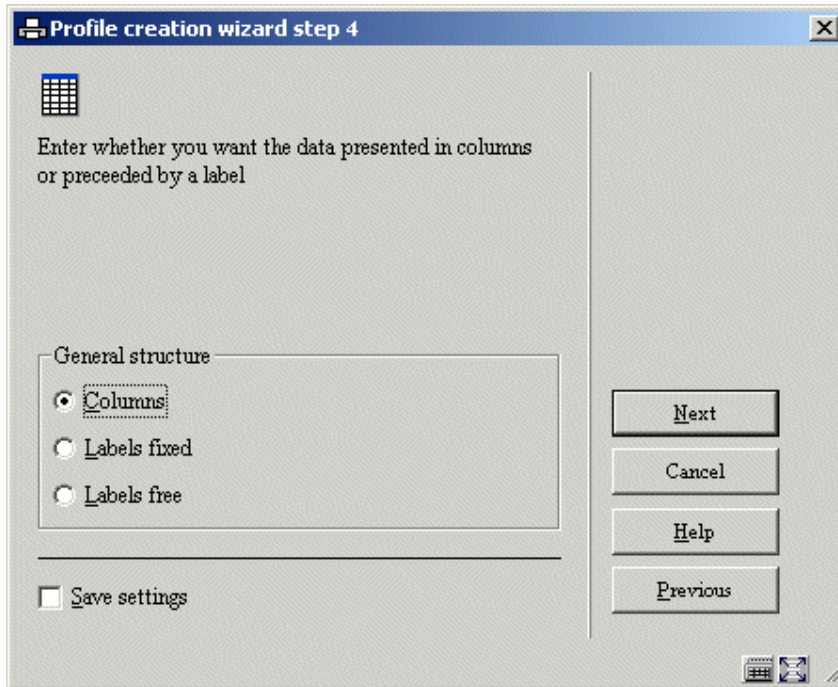 Profile creation wizard step 4
Enter whether you want the data presented in columns
or preceeded by a label
General structure
Columns
Labels fixed
Labels free
Save settings
Next
Cancel
Help
Previous